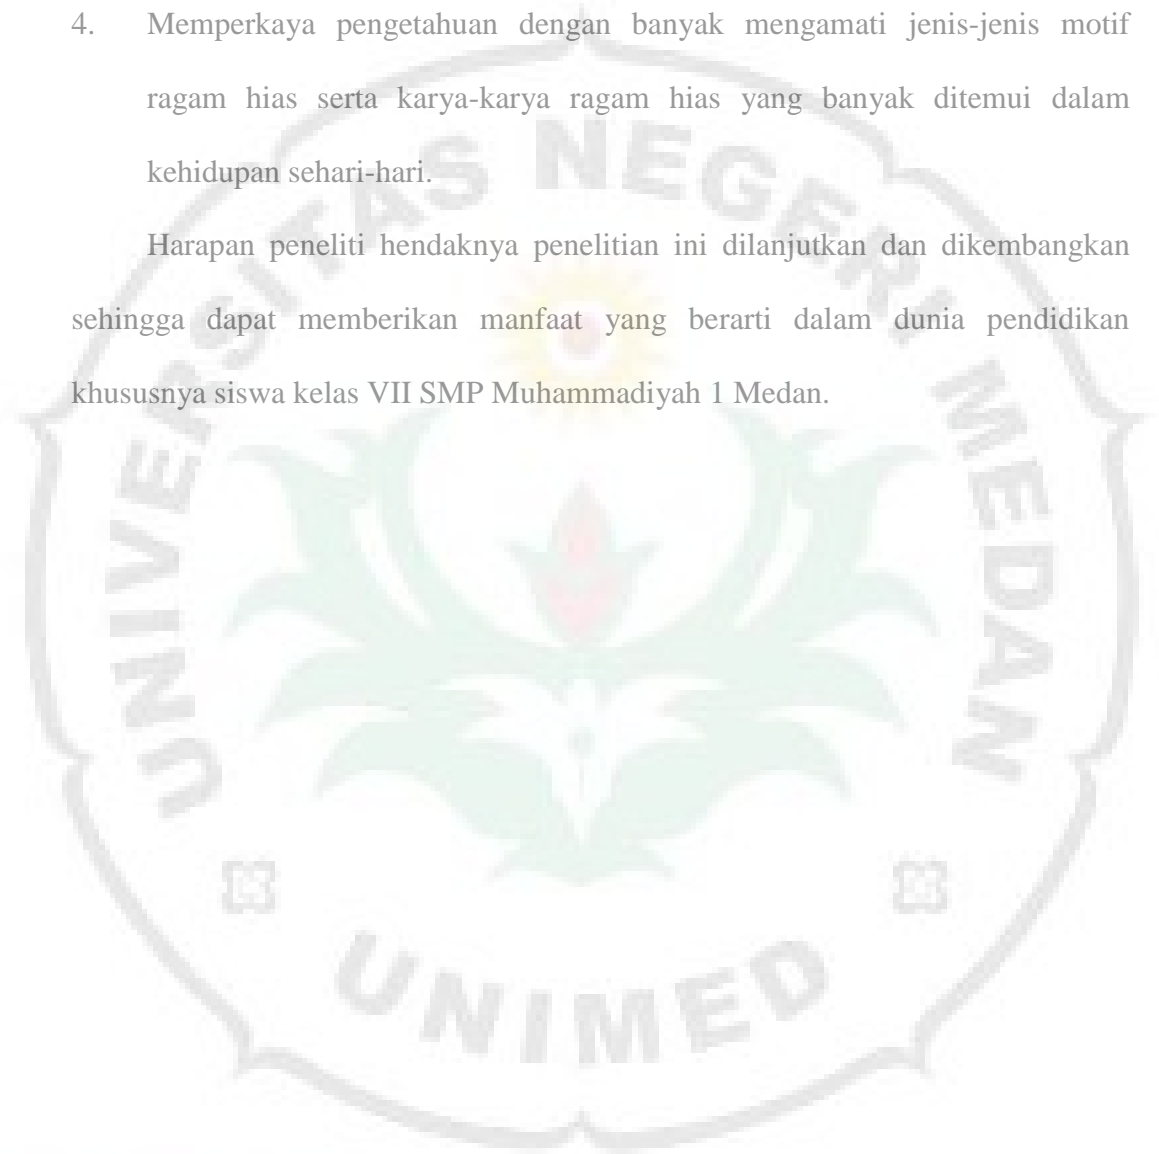 4. Memperkaya pengetahuan dengan banyak mengamati jenis-jenis motif
ragam hias serta karya-karya ragam hias yang banyak ditemui dalam
kehidupan sehari-hari.
Harapan peneliti hendaknya penelitian ini dilanjutkan dan dikembangkan
sehingga dapat memberikan manfaat yang berarti dalam dunia pendidikan
khususnya siswa kelas VII SMP Muhammadiyah 1 Medan.
UNIVERSITAS NEGERI MEDAN
UNIMED